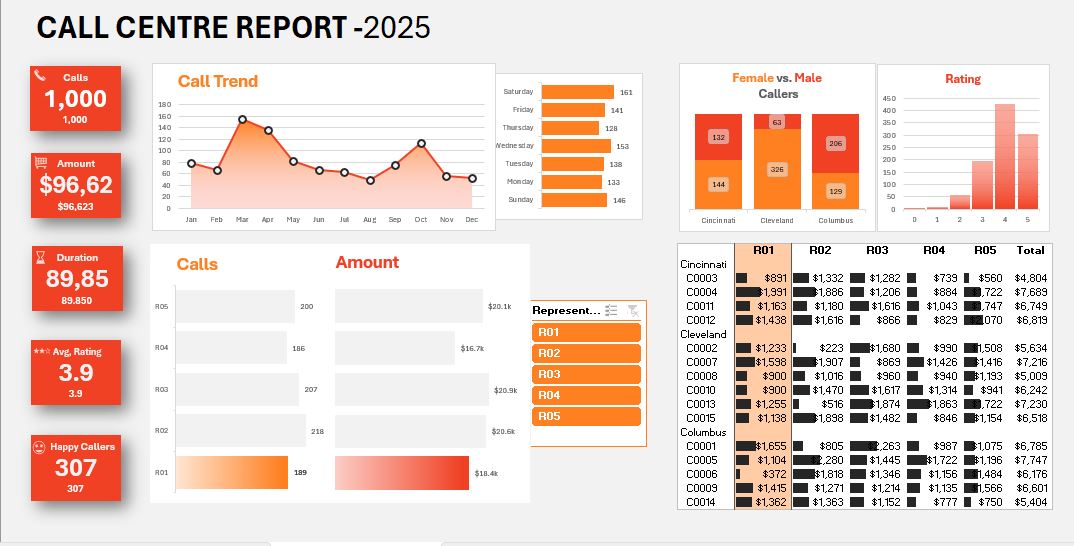 CALL CENTRE REPORT -2025
Calls
1,000
1,000
Amount
$96,62
$96,623
Duration
89,85
89.850
Avg, Rating
3.9
3.9
Happy Callers
307
307
Call Trend
180
160
140
120
100
80
60
40
20
0
Jan Feb Mar Apr May Jun Jul Aug Sep Oct Nov Dec
Saturday 161
Friday 141
Thursday 128
Wednesday 153
Tuesday 138
Monday 133
Sunday 146
Female vs. Male
Callers
132 63 206
144 326 129
Cincinnati Cleveland Columbus
Rating
450
400
350
300
250
200
150
100
50
0
0 1 2 3 4 5
Calls Amount
R05 200 $20.1k
R04 186 $16.7k
R03 207 $20.9k
R02 218 $20.6k
R01 189 $18.4k
Represent...
R01
R02
R03
R04
R05
R01 R02 R03 R04 R05 Total
Cincinnati
C0003 $891 $1,332 $1,282 $739 $560 $4,804
C0004 $1,991 $1,886 $1,206 $884 $1,722 $7,689
C0011 $1,163 $1,180 $1,616 $1,043 $1,747 $6,749
C0012 $1,438 $1,616 $866 $829 $2,070 $6,819
Cleveland
C0002 $1,233 $223 $1,680 $990 $1,508 $5,634
C0007 $1,598 $1,907 $869 $1,426 $1,416 $7,216
C0008 $900 $1,016 $960 $940 $1,193 $5,009
C0010 $900 $1,470 $1,617 $1,314 $941 $6,242
C0013 $1,255 $516 $1,874 $1,863 $1,722 $7,230
C0015 $1,138 $1,898 $1,482 $846 $1,154 $6,518
Columbus
C0001 $1,655 $805 $2,263 $987 $1,075 $6,785
C0005 $1,104 $2,280 $1,445 $1,722 $1,196 $7,747
C0006 $372 $1,818 $1,346 $1,156 $1,484 $6,176
C0009 $1,415 $1,271 $1,214 $1,135 $1,566 $6,601
C0014 $1,362 $1,363 $1,152 $777 $750 $5,404